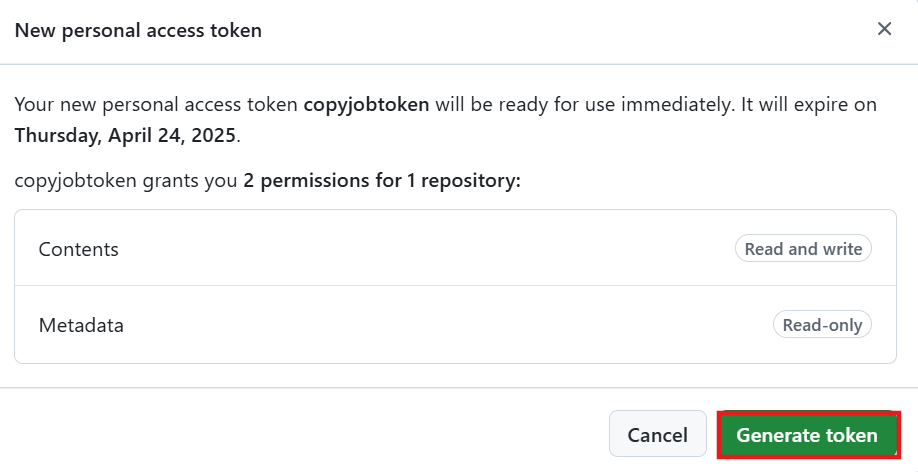 New personal access token
Your new personal access token copyjobtoken will be ready for use immediately. It will expire on
Thursday, April 24, 2025.
copyjobtoken grants you 2 permissions for 1 repository:
Contents
Read and write
Metadata
Read-only
Cancel
Generate token